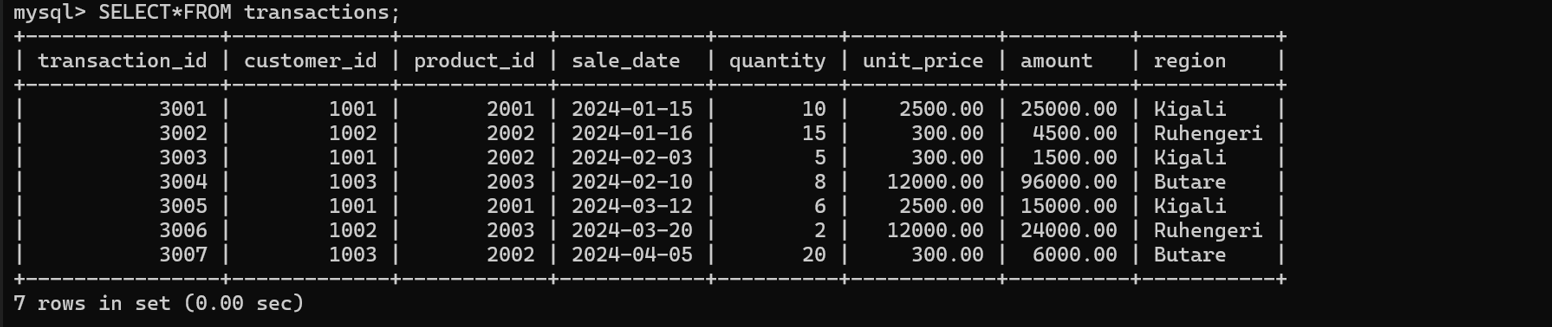 mysql> SELECT*FROM transactions;
+----------------+-------------+------------+------------+----------+------------+----------+-----------+
| transaction_id | customer_id | product_id | sale_date  | quantity | unit_price | amount   | region    |
+----------------+-------------+------------+------------+----------+------------+----------+-----------+
|           3001 |        1001 |       2001 | 2024-01-15 |       10 |    2500.00 | 25000.00 | Kigali    |
|           3002 |        1002 |       2002 | 2024-01-16 |       15 |     300.00 |  4500.00 | Ruhengeri |
|           3003 |        1001 |       2002 | 2024-02-03 |        5 |     300.00 |  1500.00 | Kigali    |
|           3004 |        1003 |       2003 | 2024-02-10 |        8 |   12000.00 | 96000.00 | Butare    |
|           3005 |        1001 |       2001 | 2024-03-12 |        6 |    2500.00 | 15000.00 | Kigali    |
|           3006 |        1002 |       2003 | 2024-03-20 |        2 |   12000.00 | 24000.00 | Ruhengeri |
|           3007 |        1003 |       2002 | 2024-04-05 |       20 |     300.00 |  6000.00 | Butare    |
+----------------+-------------+------------+------------+----------+------------+----------+-----------+
7 rows in set (0.00 sec)